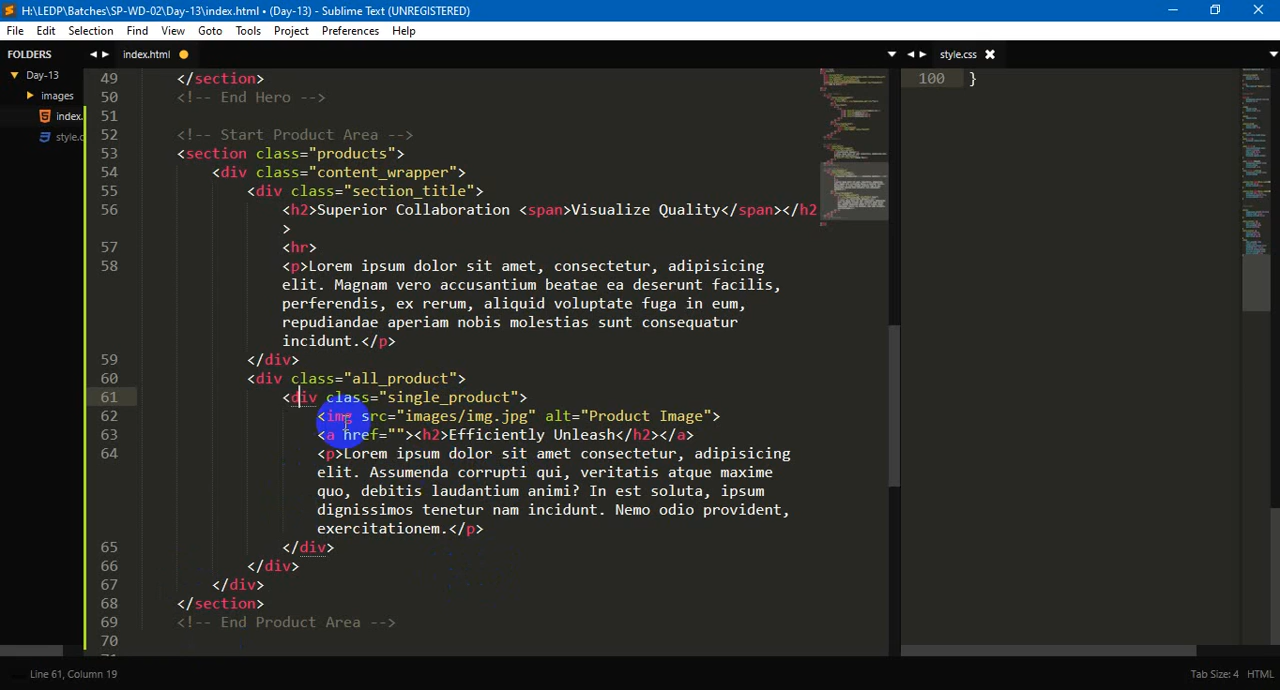 H:\LEDP\Batches\SP-WD-02\Day-13\index.html • (Day-13) - Sublime Text (UNREGISTERED)
File Edit Selection Find View Goto Tools Project Preferences Help
FOLDERS
Day-13
images
index.
style.c
index.html
style.css
49 </section>
50 <!-- End Hero -->
51
52 <!-- Start Product Area -->
53 <section class="products">
54 <div class="content_wrapper">
55 <div class="section_title">
56 <h2>Superior Collaboration <span>Visualize Quality</span></h2
>
57 <hr>
58 <p>Lorem ipsum dolor sit amet, consectetur, adipisicing
elit. Magnam vero accusantium beatae ea deserunt facilis,
perferendis, ex rerum, aliquid voluptate fuga in eum,
repudiandae aperiam nobis molestias sunt consequatur
incidunt.</p>
59 </div>
60 <div class="all_product">
61 <div class="single_product">
62 <img src="images/img.jpg" alt="Product Image">
63 <a href=""><h2>Efficiently Unleash</h2></a>
64 <p>Lorem ipsum dolor sit amet consectetur, adipisicing
elit. Assumenda corrupti qui, veritatis atque maxime
quo, debitis laudantium animi? In est soluta, ipsum
dignissimos tenetur nam incidunt. Nemo odio provident,
exercitationem.</p>
65 </div>
66 </div>
67 </div>
68 </section>
69 <!-- End Product Area -->
70
100 }
Line 61, Column 19
Tab Size: 4 HTML